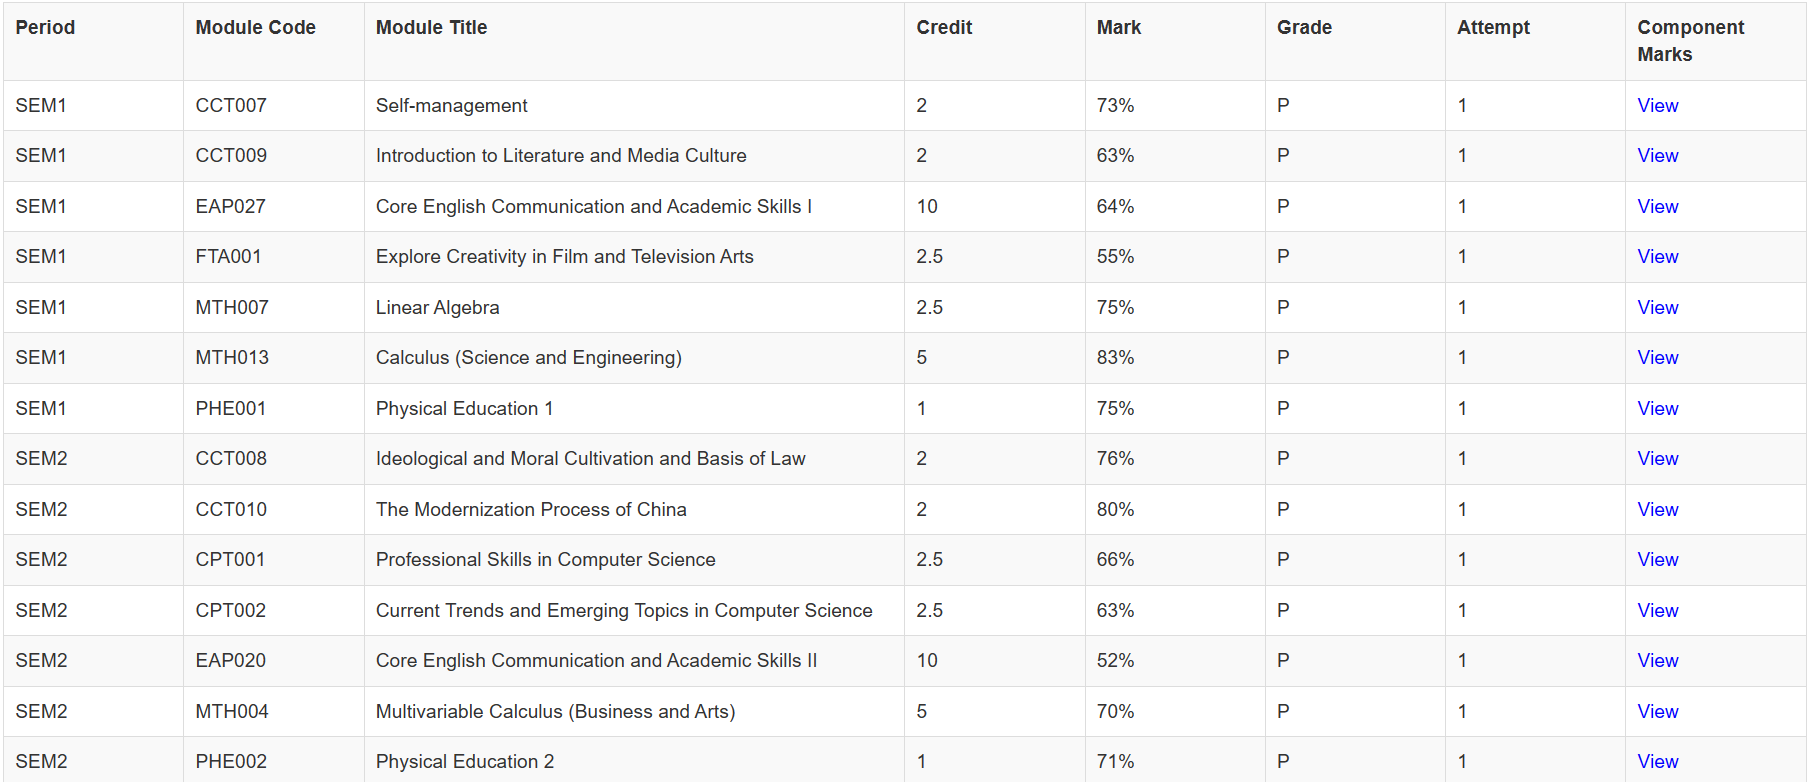 Period Module Code Module Title Credit Mark Grade Attempt Component Marks
SEM1 CCT007 Self-management 2 73% P 1 View
SEM1 CCT009 Introduction to Literature and Media Culture 2 63% P 1 View
SEM1 EAP027 Core English Communication and Academic Skills I 10 64% P 1 View
SEM1 FTA001 Explore Creativity in Film and Television Arts 2.5 55% P 1 View
SEM1 MTH007 Linear Algebra 2.5 75% P 1 View
SEM1 MTH013 Calculus (Science and Engineering) 5 83% P 1 View
SEM1 PHE001 Physical Education 1 1 75% P 1 View
SEM2 CCT008 Ideological and Moral Cultivation and Basis of Law 2 76% P 1 View
SEM2 CCT010 The Modernization Process of China 2 80% P 1 View
SEM2 CPT001 Professional Skills in Computer Science 2.5 66% P 1 View
SEM2 CPT002 Current Trends and Emerging Topics in Computer Science 2.5 63% P 1 View
SEM2 EAP020 Core English Communication and Academic Skills II 10 52% P 1 View
SEM2 MTH004 Multivariable Calculus (Business and Arts) 5 70% P 1 View
SEM2 PHE002 Physical Education 2 1 71% P 1 View